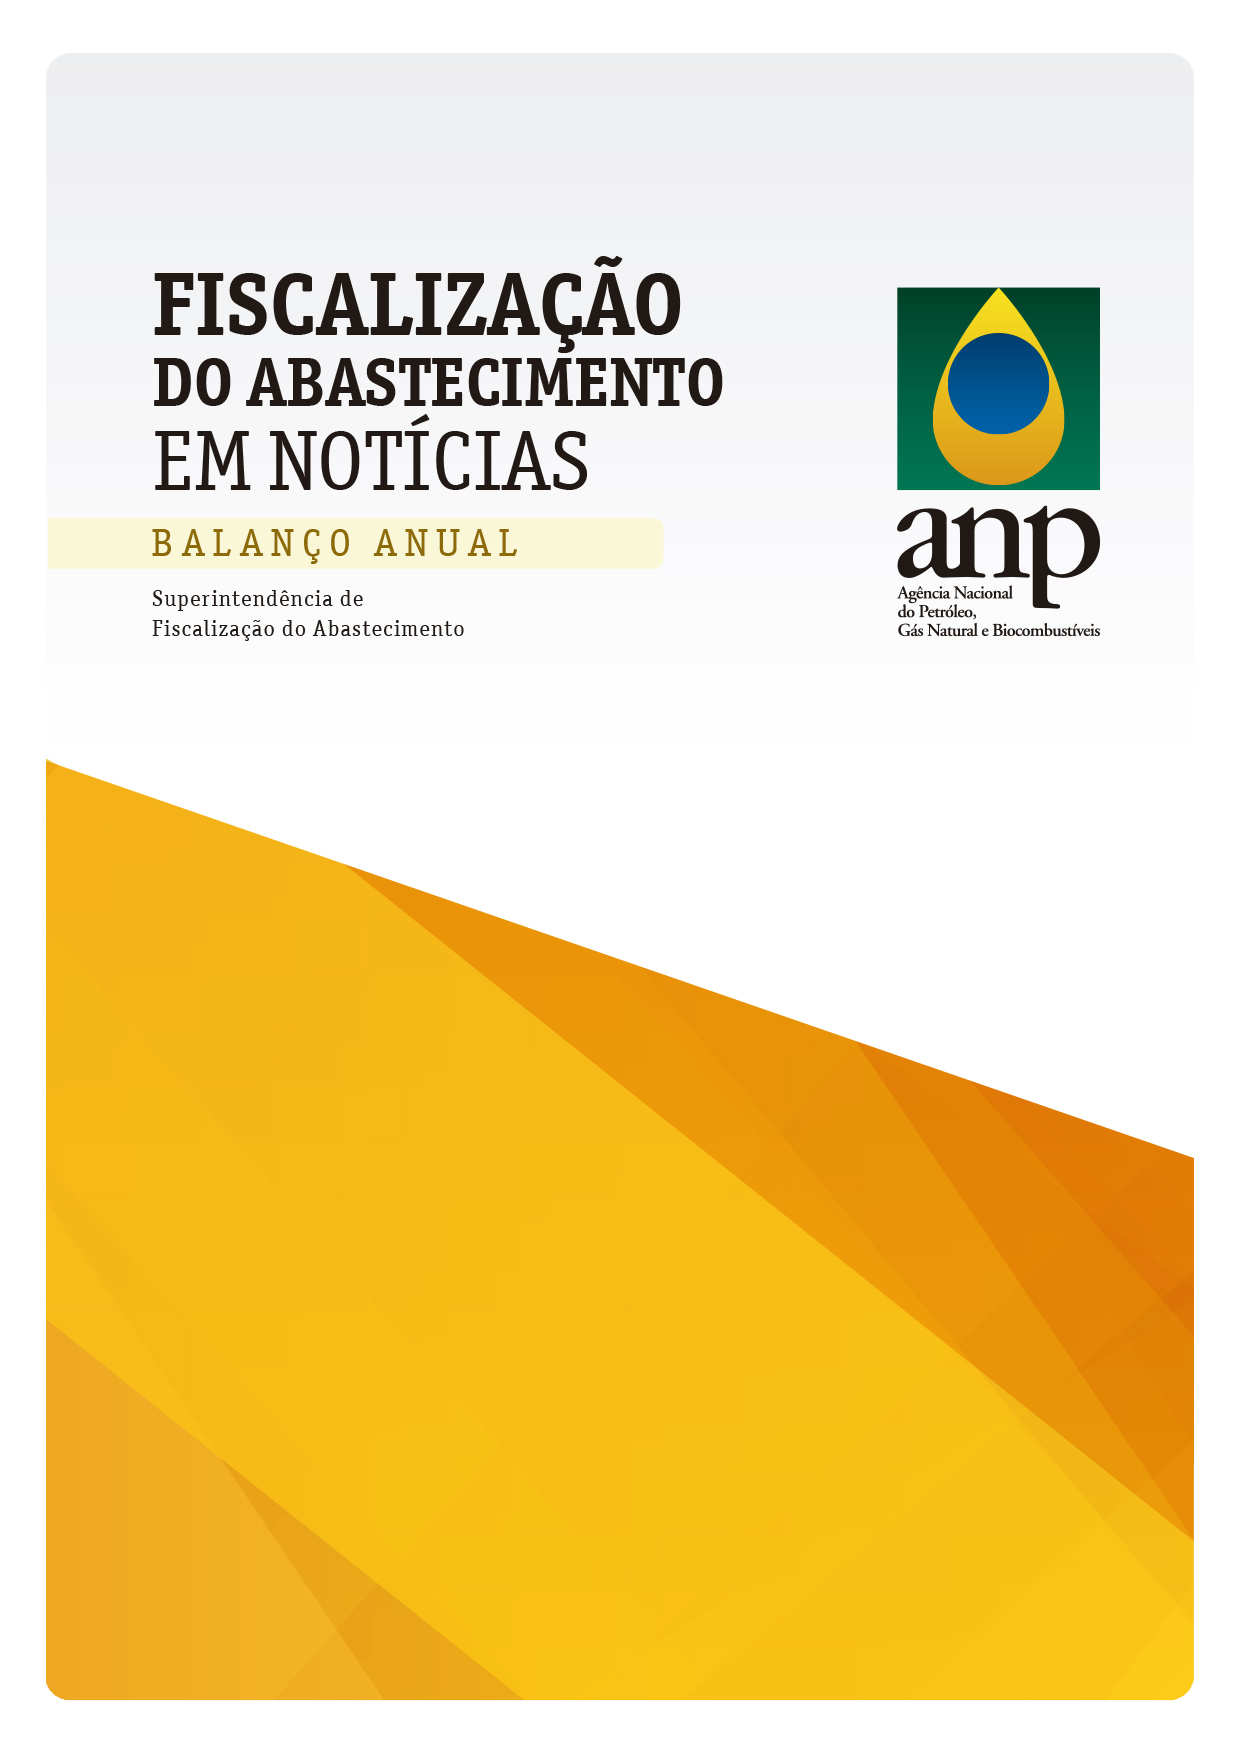 FISCALIZAÇÃO
DO ABASTECIMENTO
EM NOTÍCIAS
BALANÇO ANUAL
Superintendência de
Fiscalização do Abastecimento
anp
Agência Nacional
do Petróleo,
Gás Natural e Biocombustíveis